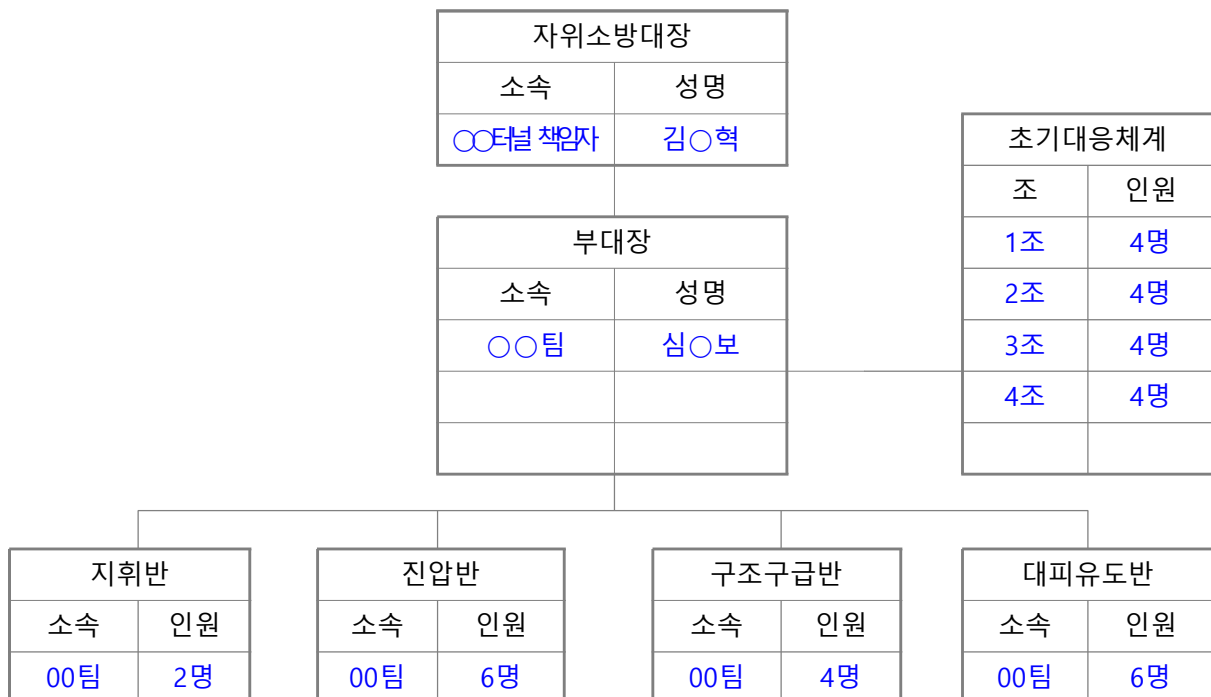 자위소방대장
소속 성명
○○터널 책임자 김○혁
부대장
소속 성명
○○팀 심○보
초기대응체계
조 인원
1조 4명
2조 4명
3조 4명
4조 4명
지휘반
소속 인원
00팀 2명
진압반
소속 인원
00팀 6명
구조구급반
소속 인원
00팀 4명
대피유도반
소속 인원
00팀 6명